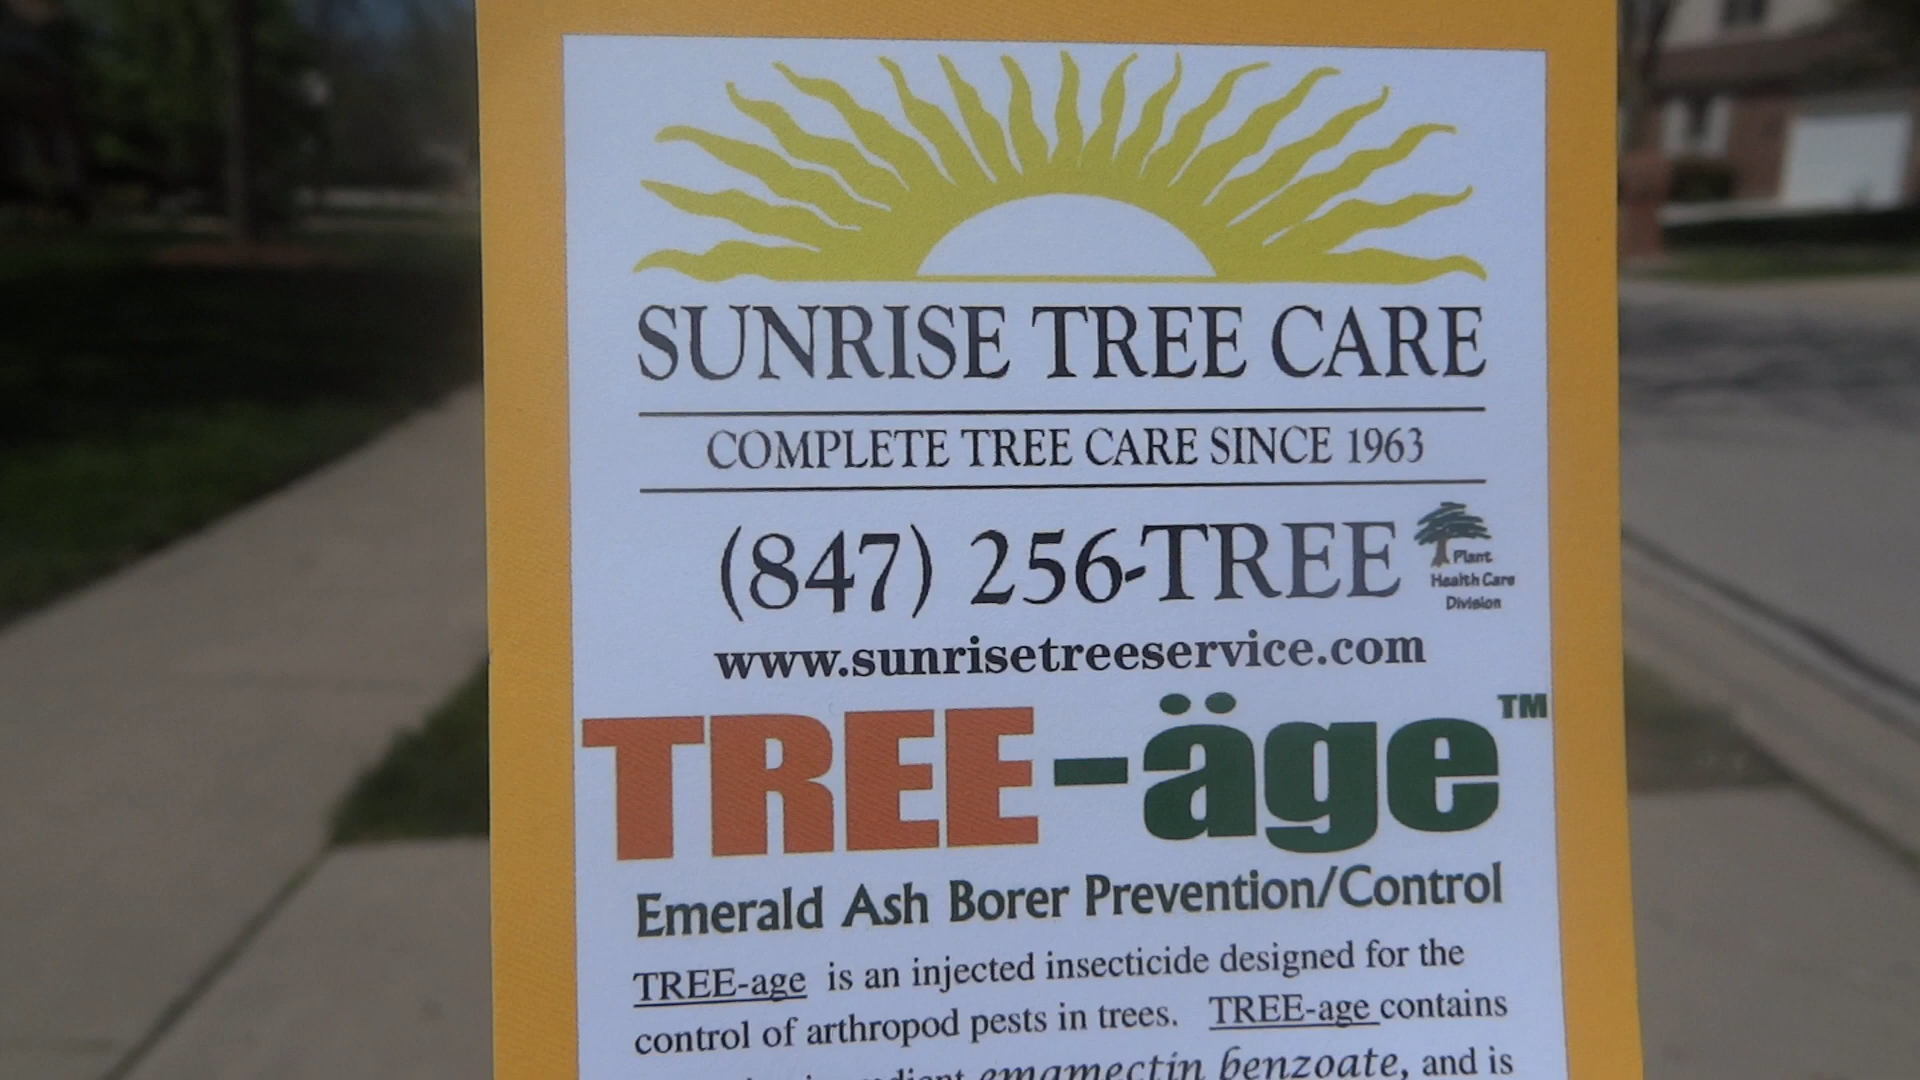 SUNRISE TREE CARE
COMPLETE TREE CARE SINCE 1963
(847) 256-TREE
Plant
Health Care
Division
www.sunrisetreeservice.com
TREE-äge™
Emerald Ash Borer Prevention/Control
TREE-age is an injected insecticide designed for the
control of arthropod pests in trees. TREE-age contains
emamectin benzoate, and is